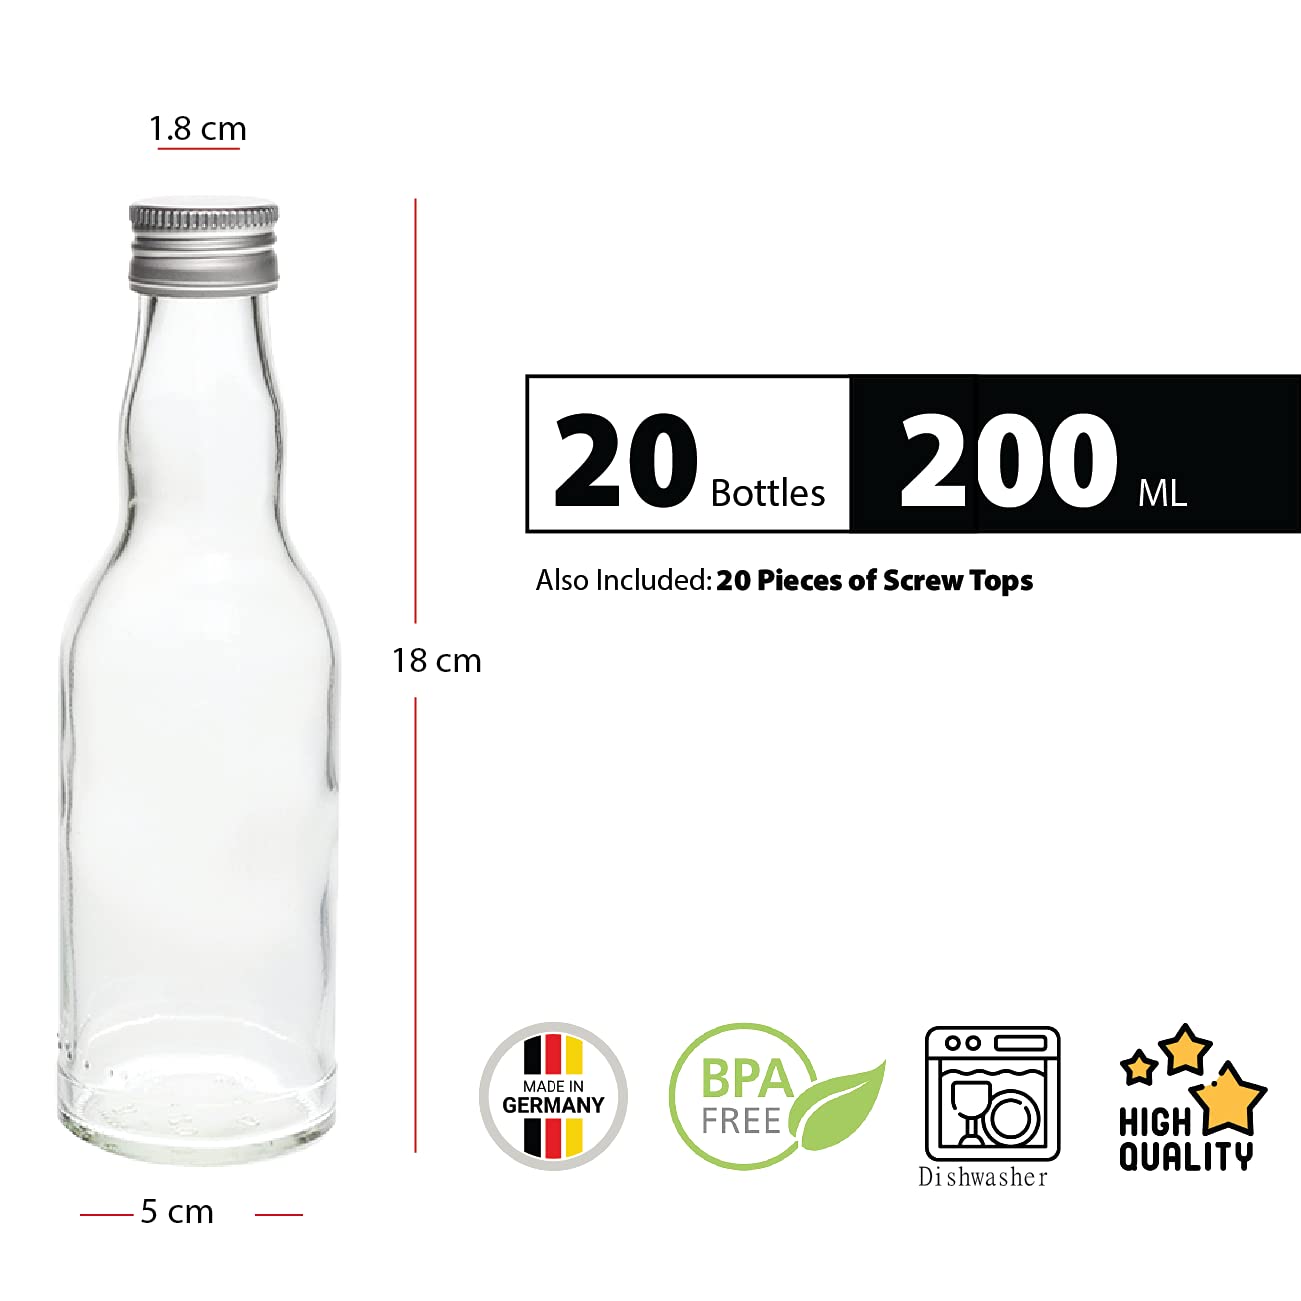 1.8 cm
20 Bottles 200 ML
Also Included: 20 Pieces of Screw Tops
18 cm
MADE IN
GERMANY
BPA
FREE
Dishwasher
HIGH
QUALITY
5 cm